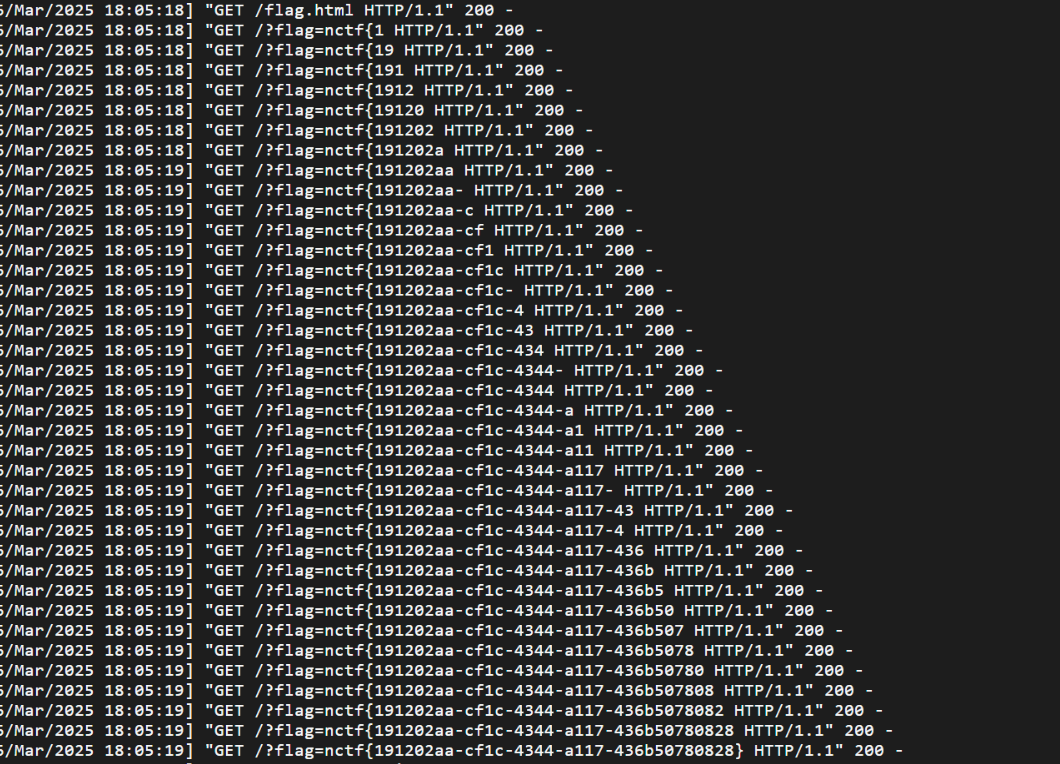 5/Mar/2025 18:05:18] "GET /flag.html HTTP/1.1" 200 -
5/Mar/2025 18:05:18] "GET /?flag=nctf{1 HTTP/1.1" 200 -
5/Mar/2025 18:05:18] "GET /?flag=nctf{19 HTTP/1.1" 200 -
5/Mar/2025 18:05:18] "GET /?flag=nctf{191 HTTP/1.1" 200 -
5/Mar/2025 18:05:18] "GET /?flag=nctf{1912 HTTP/1.1" 200 -
5/Mar/2025 18:05:18] "GET /?flag=nctf{19120 HTTP/1.1" 200 -
5/Mar/2025 18:05:18] "GET /?flag=nctf{191202 HTTP/1.1" 200 -
5/Mar/2025 18:05:18] "GET /?flag=nctf{191202a HTTP/1.1" 200 -
5/Mar/2025 18:05:19] "GET /?flag=nctf{191202aa HTTP/1.1" 200 -
5/Mar/2025 18:05:19] "GET /?flag=nctf{191202aa- HTTP/1.1" 200 -
5/Mar/2025 18:05:19] "GET /?flag=nctf{191202aa-c HTTP/1.1" 200 -
5/Mar/2025 18:05:19] "GET /?flag=nctf{191202aa-cf HTTP/1.1" 200 -
5/Mar/2025 18:05:19] "GET /?flag=nctf{191202aa-cf1 HTTP/1.1" 200 -
5/Mar/2025 18:05:19] "GET /?flag=nctf{191202aa-cf1c HTTP/1.1" 200 -
5/Mar/2025 18:05:19] "GET /?flag=nctf{191202aa-cf1c- HTTP/1.1" 200 -
5/Mar/2025 18:05:19] "GET /?flag=nctf{191202aa-cf1c-4 HTTP/1.1" 200 -
5/Mar/2025 18:05:19] "GET /?flag=nctf{191202aa-cf1c-43 HTTP/1.1" 200 -
5/Mar/2025 18:05:19] "GET /?flag=nctf{191202aa-cf1c-434 HTTP/1.1" 200 -
5/Mar/2025 18:05:19] "GET /?flag=nctf{191202aa-cf1c-4344- HTTP/1.1" 200 -
5/Mar/2025 18:05:19] "GET /?flag=nctf{191202aa-cf1c-4344 HTTP/1.1" 200 -
5/Mar/2025 18:05:19] "GET /?flag=nctf{191202aa-cf1c-4344-a HTTP/1.1" 200 -
5/Mar/2025 18:05:19] "GET /?flag=nctf{191202aa-cf1c-4344-a1 HTTP/1.1" 200 -
5/Mar/2025 18:05:19] "GET /?flag=nctf{191202aa-cf1c-4344-a11 HTTP/1.1" 200 -
5/Mar/2025 18:05:19] "GET /?flag=nctf{191202aa-cf1c-4344-a117 HTTP/1.1" 200 -
5/Mar/2025 18:05:19] "GET /?flag=nctf{191202aa-cf1c-4344-a117- HTTP/1.1" 200 -
5/Mar/2025 18:05:19] "GET /?flag=nctf{191202aa-cf1c-4344-a117-43 HTTP/1.1" 200 -
5/Mar/2025 18:05:19] "GET /?flag=nctf{191202aa-cf1c-4344-a117-4 HTTP/1.1" 200 -
5/Mar/2025 18:05:19] "GET /?flag=nctf{191202aa-cf1c-4344-a117-436 HTTP/1.1" 200 -
5/Mar/2025 18:05:19] "GET /?flag=nctf{191202aa-cf1c-4344-a117-436b HTTP/1.1" 200 -
5/Mar/2025 18:05:19] "GET /?flag=nctf{191202aa-cf1c-4344-a117-436b5 HTTP/1.1" 200 -
5/Mar/2025 18:05:19] "GET /?flag=nctf{191202aa-cf1c-4344-a117-436b50 HTTP/1.1" 200 -
5/Mar/2025 18:05:19] "GET /?flag=nctf{191202aa-cf1c-4344-a117-436b507 HTTP/1.1" 200 -
5/Mar/2025 18:05:19] "GET /?flag=nctf{191202aa-cf1c-4344-a117-436b5078 HTTP/1.1" 200 -
5/Mar/2025 18:05:19] "GET /?flag=nctf{191202aa-cf1c-4344-a117-436b50780 HTTP/1.1" 200 -
5/Mar/2025 18:05:19] "GET /?flag=nctf{191202aa-cf1c-4344-a117-436b507808 HTTP/1.1" 200 -
5/Mar/2025 18:05:19] "GET /?flag=nctf{191202aa-cf1c-4344-a117-436b5078082 HTTP/1.1" 200 -
5/Mar/2025 18:05:19] "GET /?flag=nctf{191202aa-cf1c-4344-a117-436b50780828 HTTP/1.1" 200 -
5/Mar/2025 18:05:19] "GET /?flag=nctf{191202aa-cf1c-4344-a117-436b50780828} HTTP/1.1" 200 -